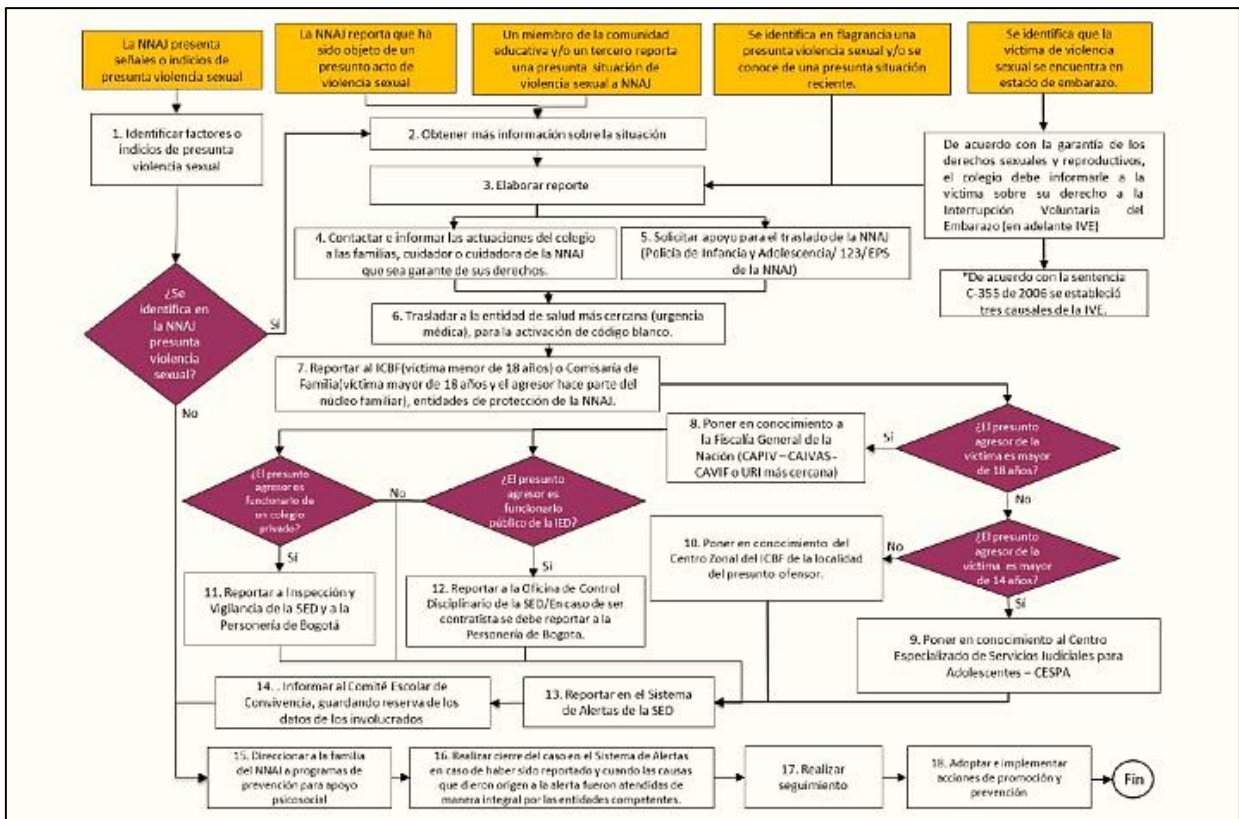 La NNAJ presenta
señales o indicios de
presunta violencia sexual
La NNAJ reporta que ha
sido objeto de un
presunto acto de
violencia sexual
Un miembro de la comunidad
educativa y/o un tercero reporta
una presunta situación de
violencia sexual a NNAJ
Se identifica en flagrancia una
presunta violencia sexual y/o se
conoce de una presunta situación
reciente.
Se identifica que la
víctima de violencia
sexual se encuentra en
estado de embarazo.
1. Identificar factores o
indicios de presunta
violencia sexual
2. Obtener más información sobre la situación
3. Elaborar reporte
De acuerdo con la garantía de los
derechos sexuales y reproductivos,
el colegio debe informarle a la
víctima sobre su derecho a la
Interrupción Voluntaria del
Embarazo (en adelante IVE)
4. Contactar e informar las actuaciones del colegio
a las familias, cuidador o cuidadora de la NNAJ
que sea garante de sus derechos.
5. Solicitar apoyo para el traslado de la NNAJ
(Policía de Infancia y Adolescencia/ 123/ EPS
de la NNAJ)
*De acuerdo con la sentencia
C-355 de 2006 se estableció
tres causales de la IVE.
¿Se
identifica en
la NNAJ
presunta
violencia
sexual?
Sí
No
6. Trasladar a la entidad de salud más cercana (urgencia
médica), para la activación de código blanco.
7. Reportar al ICBF(víctima menor de 18 años) o Comisaría de
Familia(víctima mayor de 18 años y el agresor hace parte del
núcleo familiar), entidades de protección de la NNAJ.
8. Poner en conocimiento a
la Fiscalía General de la
Nación (CAPIV – CAIVAS-
CAVIF o URI más cercana)
Sí
¿El presunto
agresor de la
víctima es mayor
de 18 años?
No
¿El presunto
agresor es
funcionario de
un colegio
privado?
No
¿El presunto
agresor es
funcionario
público de la IED?
Sí
Sí
10. Poner en conocimiento del
Centro Zonal del ICBF de la localidad
del presunto ofensor.
No
¿El presunto
agresor de la
víctima es mayor
de 14 años?
Sí
11. Reportar a Inspección y
Vigilancia de la SED y a la
Personería de Bogotá
12. Reportar a la Oficina de Control
Disciplinario de la SED/En caso de ser
contratista se debe reportar a la
Personería de Bogota.
9. Poner en conocimiento al Centro
Especializado de Servicios Judiciales para
Adolescentes – CESPA
14. . Informar al Comité Escolar de
Convivencia, guardando reserva de los
datos de los involucrados
13. Reportar en el Sistema
de Alertas de la SED
15. Direccionar a la familia
del NNAJ a programas de
prevención para apoyo
psicosocial
16. Realizar cierre del caso en el Sistema de Alertas
en caso de haber sido reportado y cuando las causas
que dieron origen a la alerta fueron atendidas de
manera integral por las entidades competentes.
17. Realizar
seguimiento
18. Adoptar e implementar
acciones de promoción y
prevención
Fin